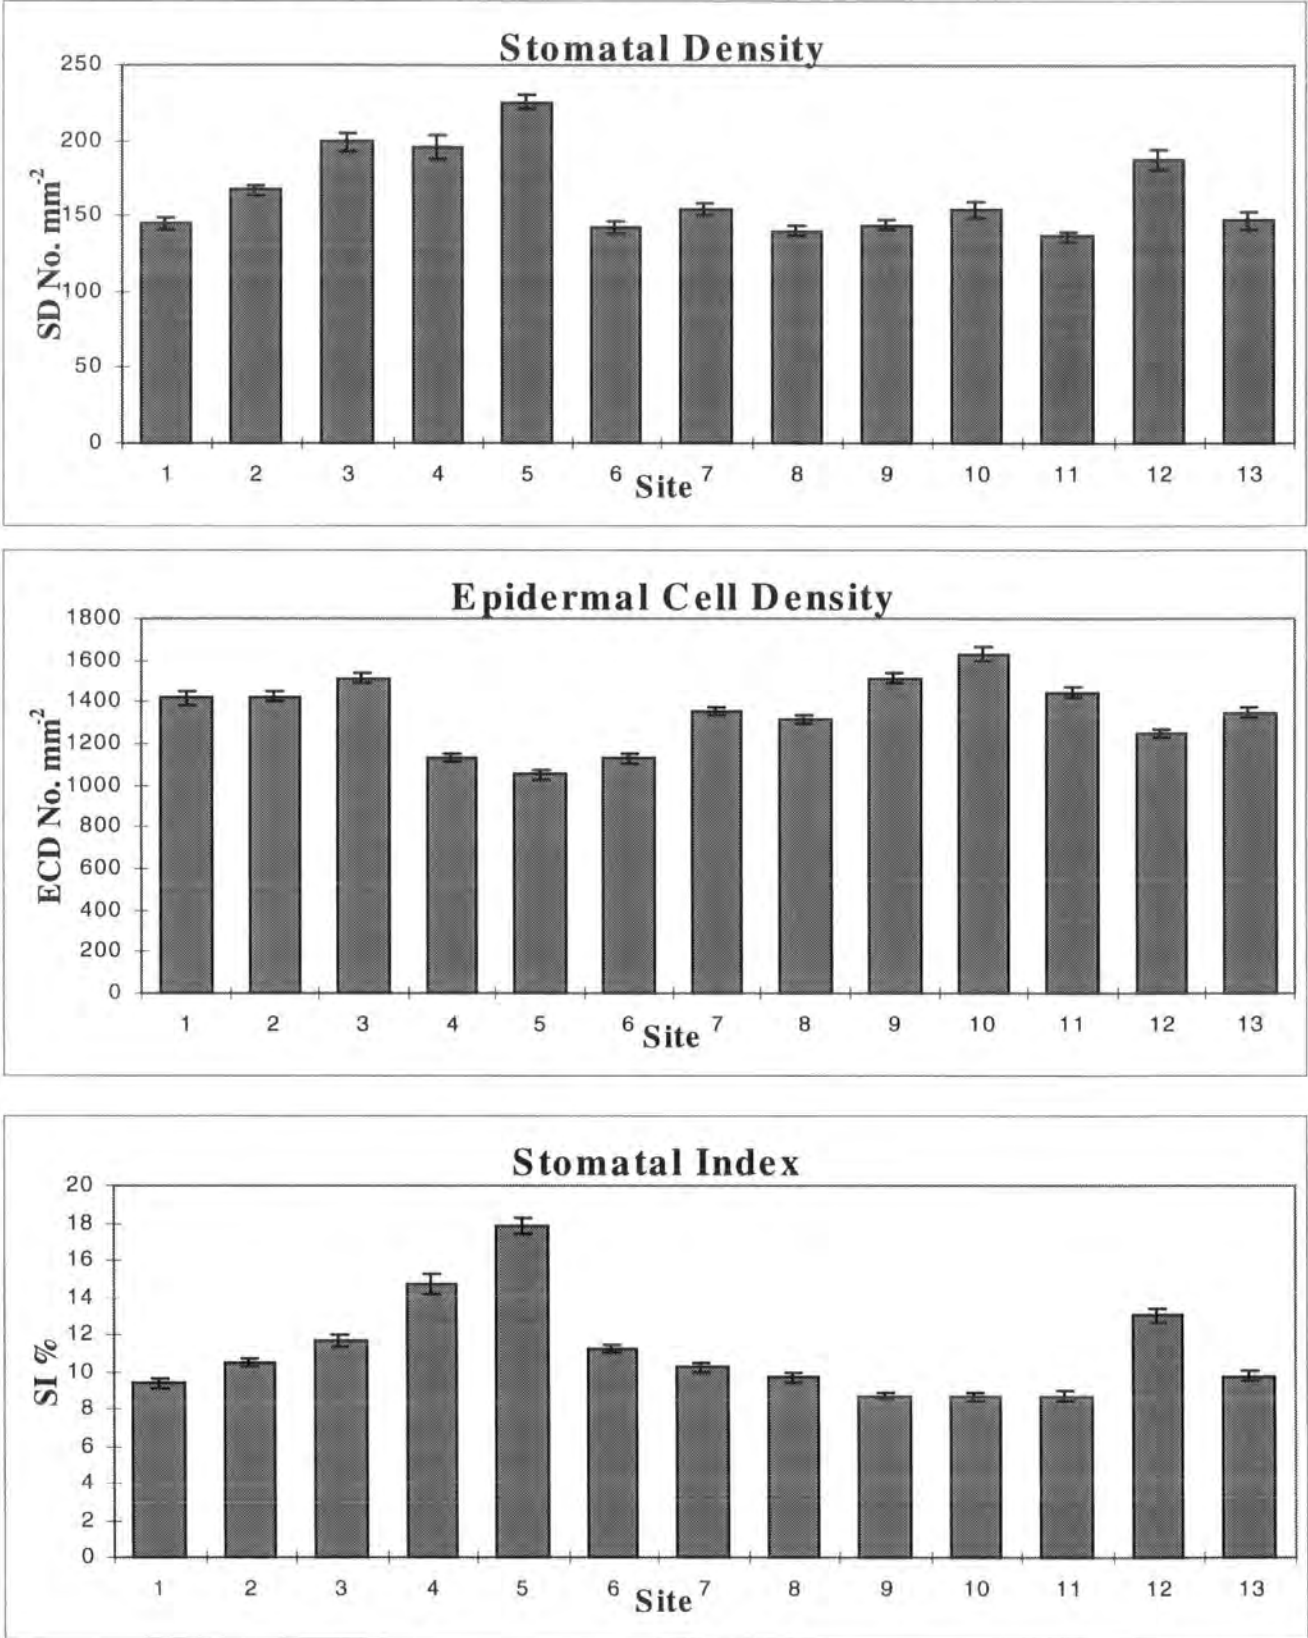 Stomatal Density
250
200
150
100
50
0
SD No. mm-2
1 2 3 4 5 6 7 8 9 10 11 12 13
Site
Epidermal Cell Density
1800
1600
1400
1200
1000
800
600
400
200
0
ECD No. mm-2
1 2 3 4 5 6 7 8 9 10 11 12 13
Site
Stomatal Index
20
18
16
14
12
10
8
6
4
2
0
SI %
1 2 3 4 5 6 7 8 9 10 11 12 13
Site